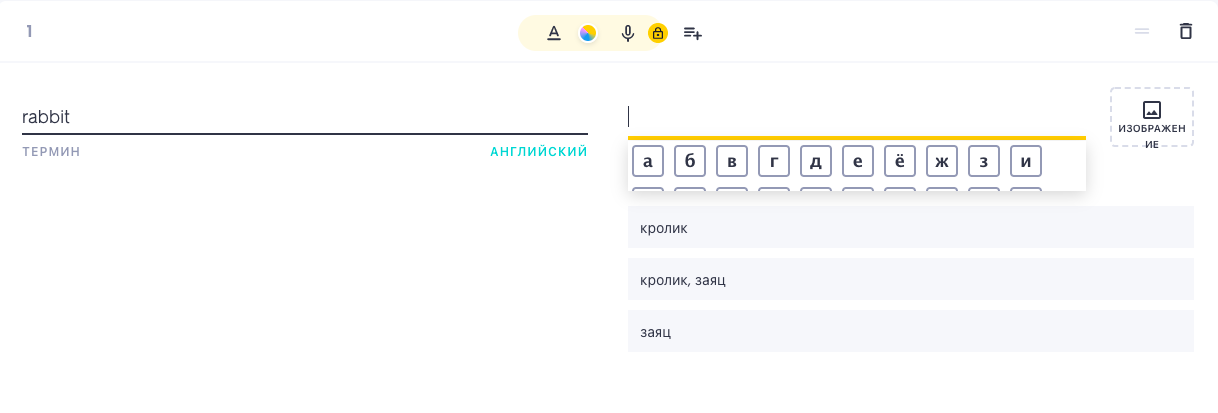 1
A
rabbit
ТЕРМИН
АНГЛИЙСКИЙ
ИЗОБРАЖЕН
ИЕ
а б в г д е ё ж з и
кролик
кролик, заяц
заяц